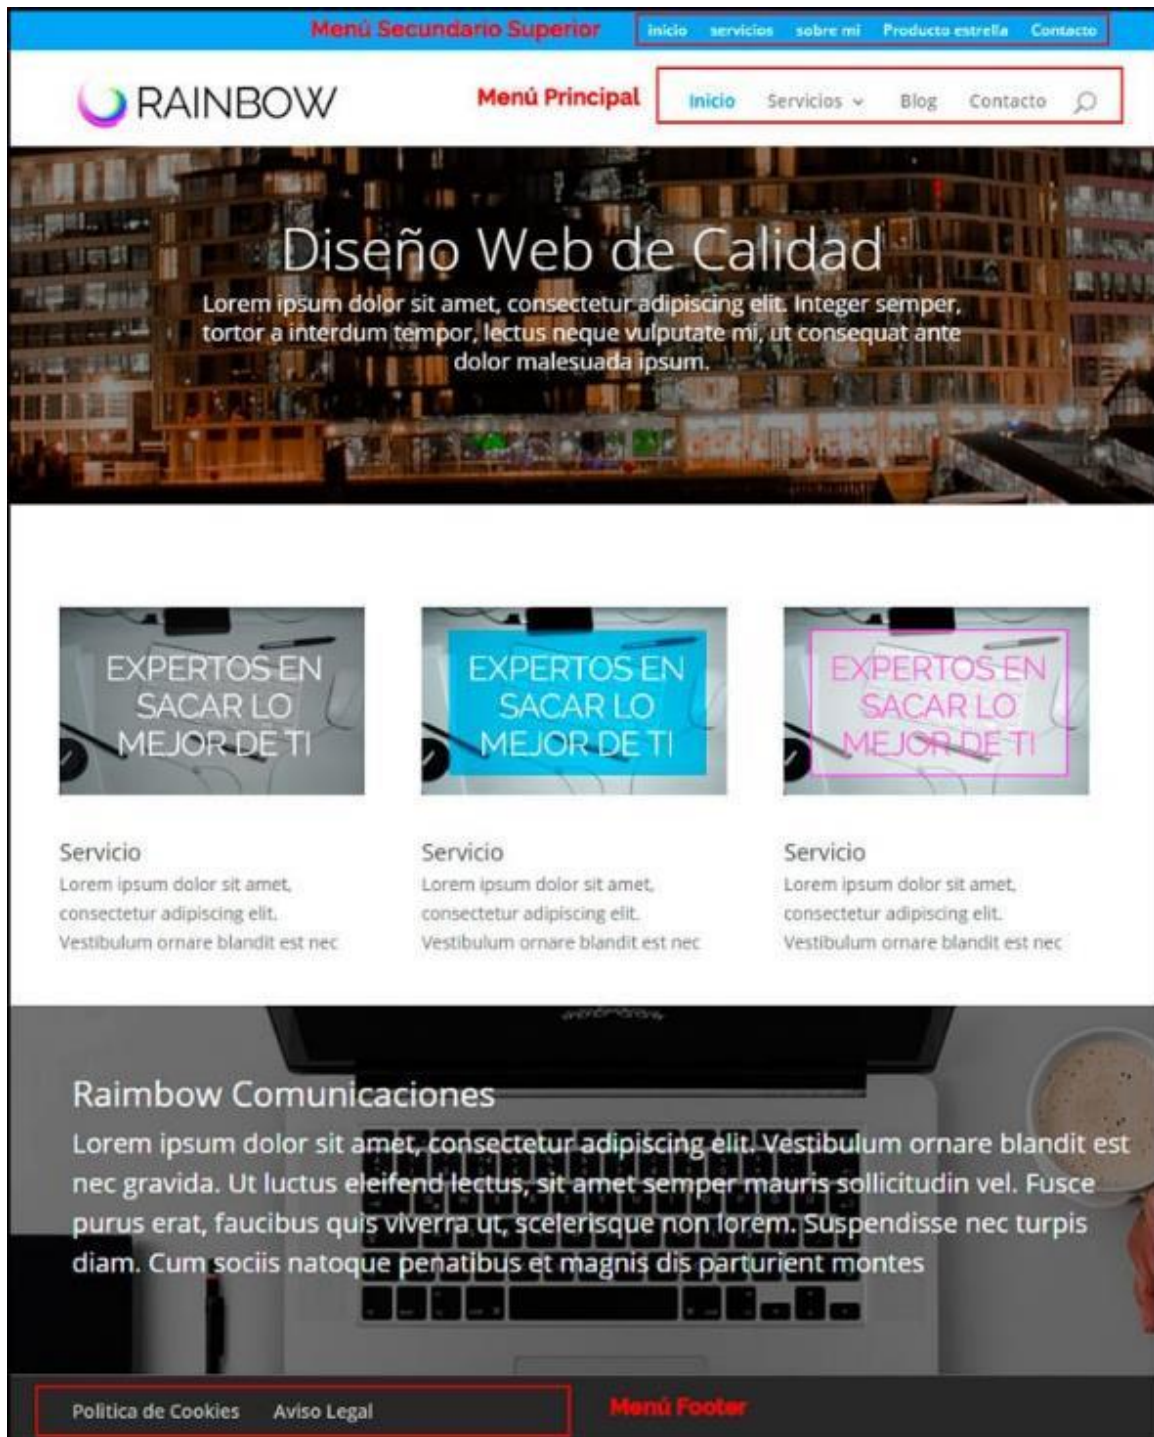 Menú Secundario Superior
inicio servicios sobre mi Producto estrella Contacto
RAINBOW
Menú Principal
Inicio Servicios Blog Contacto
Diseño Web de Calidad
Lorem ipsum dolor sit amet, consectetur adipiscing elit. Integer semper,
tortor a interdum tempor, lectus neque vulputate mi, ut consequat ante
dolor malesuada ipsum.
EXPERTOS EN
SACAR LO
MEJOR DE TI
Servicio
Lorem ipsum dolor sit amet,
consectetur adipiscing elit.
Vestibulum ornare blandit est nec
EXPERTOS EN
SACAR LO
MEJOR DE TI
Servicio
Lorem ipsum dolor sit amet,
consectetur adipiscing elit.
Vestibulum ornare blandit est nec
EXPERTOS EN
SACAR LO
MEJOR DE TI
Servicio
Lorem ipsum dolor sit amet,
consectetur adipiscing elit.
Vestibulum ornare blandit est nec
Raimbow Comunicaciones
Lorem ipsum dolor sit amet, consectetur adipiscing elit. Vestibulum ornare blandit est
nec gravida. Ut luctus eleifend lectus, sit amet semper mauris sollicitudin vel. Fusce
purus erat, faucibus quis viverra ut, scelerisque non lorem. Suspendisse nec turpis
diam. Cum sociis natoque penatibus et magnis dis parturient montes
Politica de Cookies Aviso Legal
Menú Footer